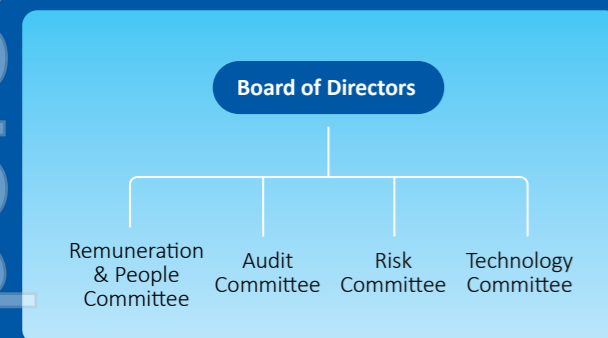 Board of Directors
Remuneration
& People
Committee
Audit
Committee
Risk
Committee
Technology
Committee